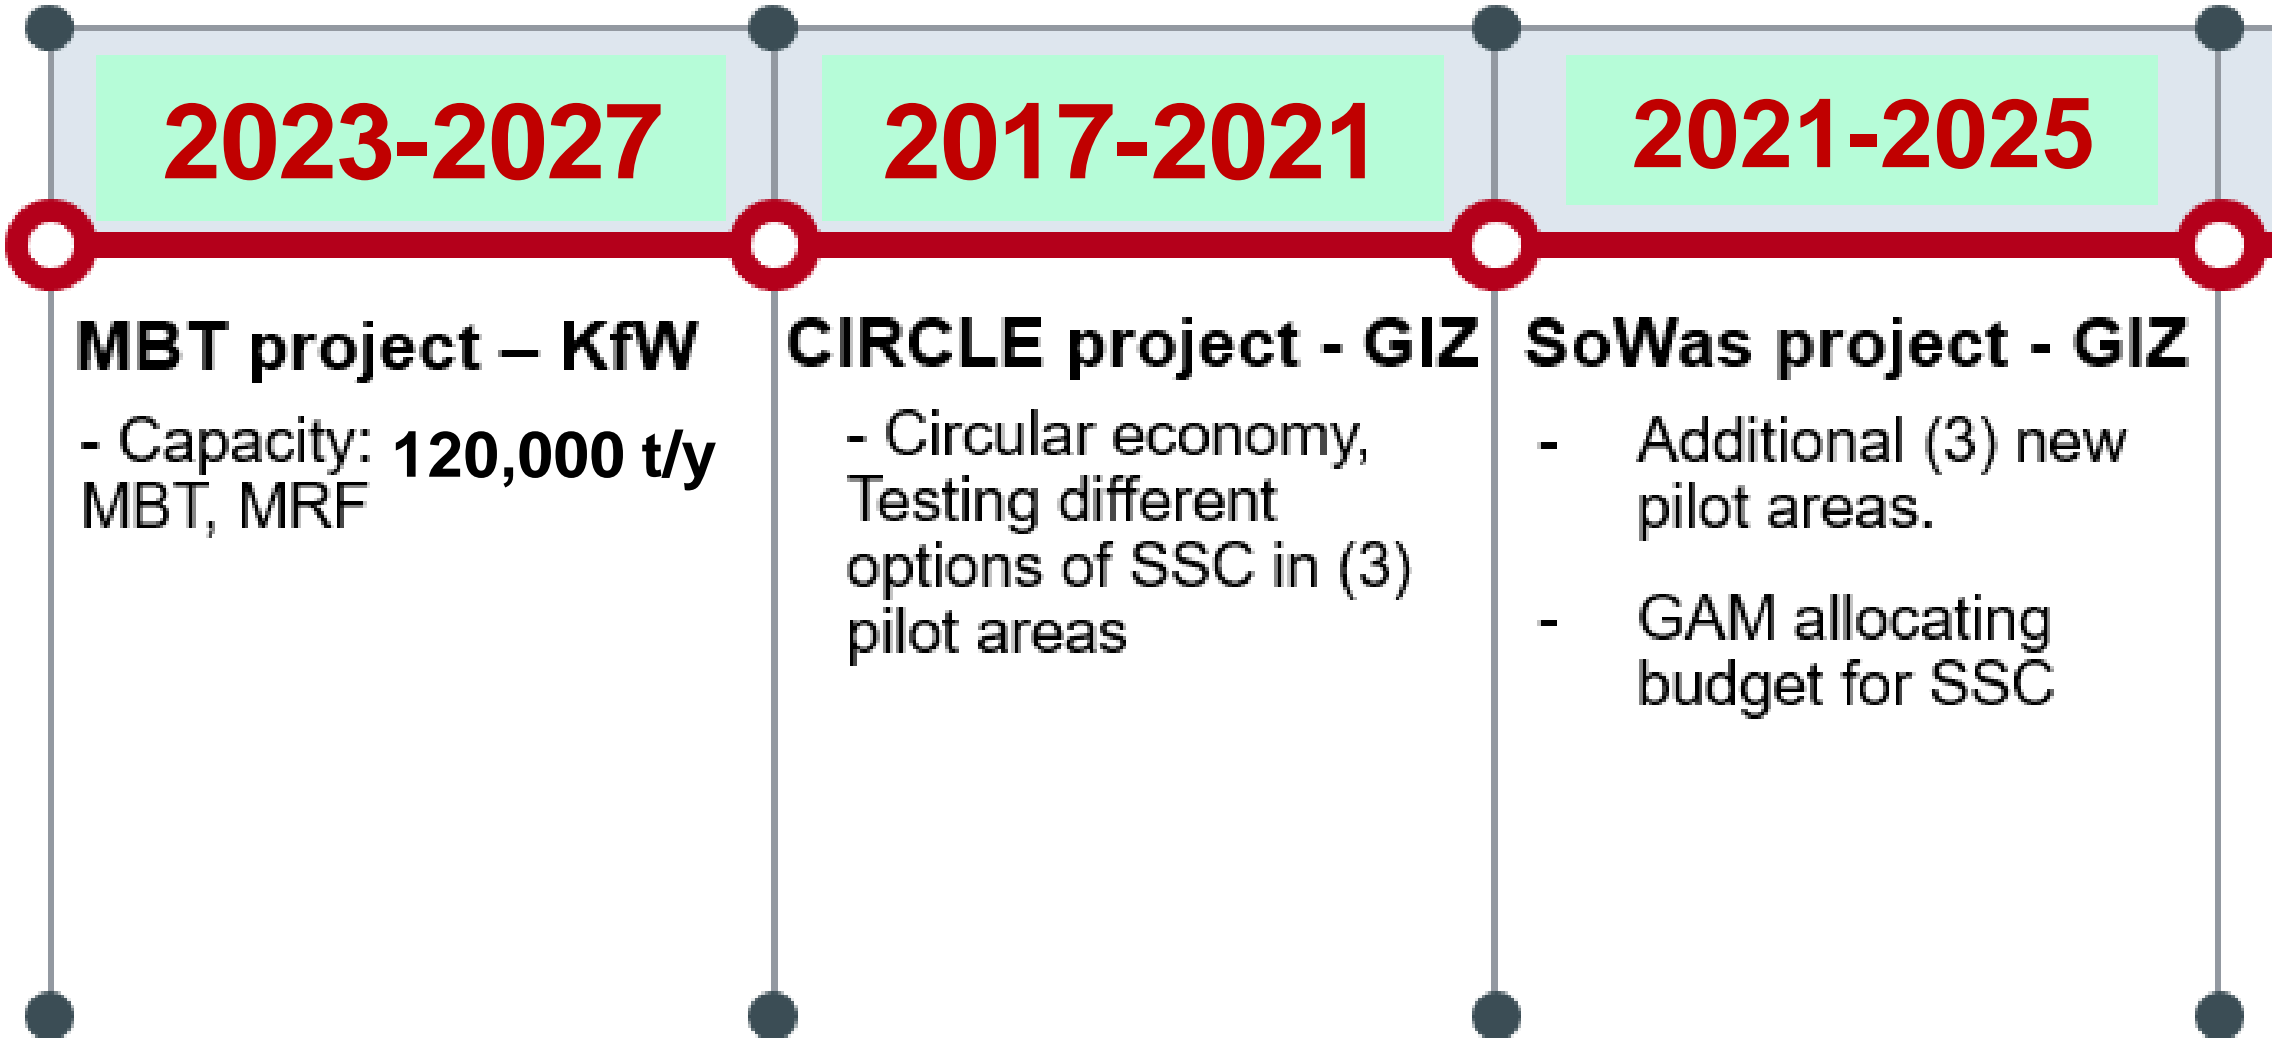 2023-2027
MBT project – KfW
- Capacity: 120,000 t/y
MBT, MRF
2017-2021
CIRCLE project - GIZ
- Circular economy,
Testing different
options of SSC in (3)
pilot areas
2021-2025
SoWas project - GIZ
- Additional (3) new
pilot areas.
- GAM allocating
budget for SSC